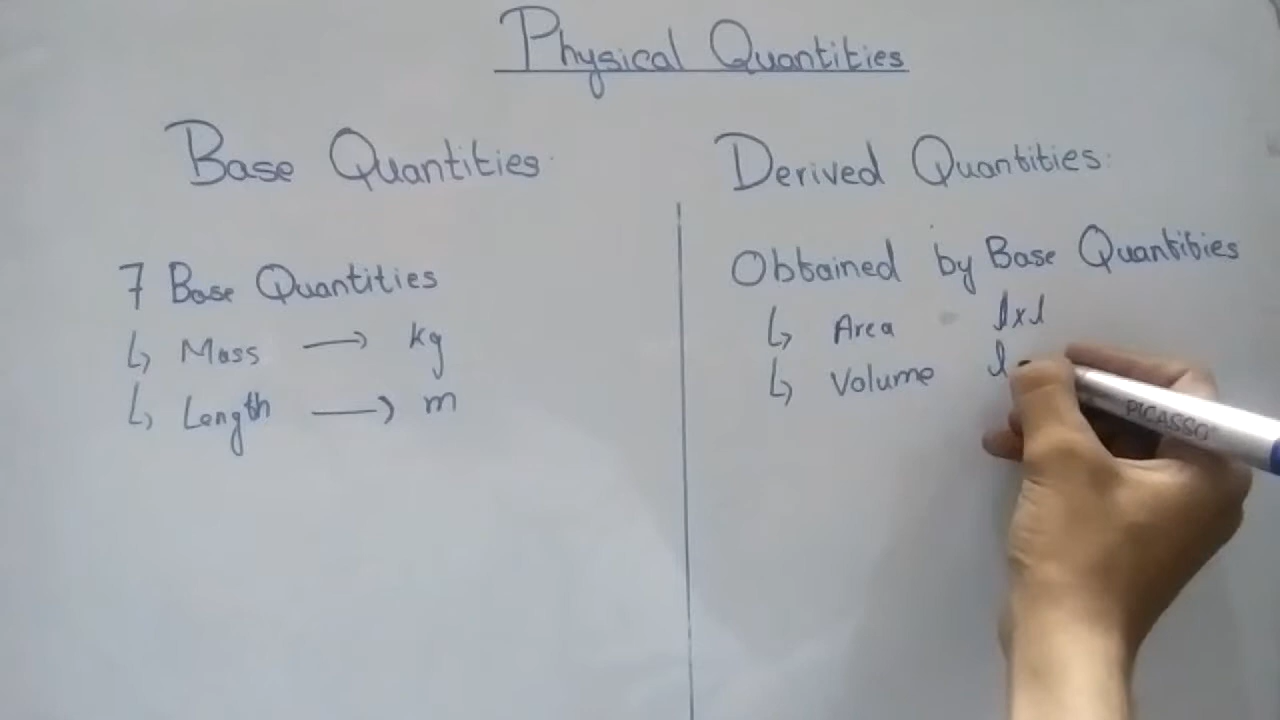 Physical Quantities
Base Quantities
7 Base Quantities
↳ Mass → kg
↳ Length → m
Derived Quantities:
Obtained by Base Quantities
↳ Area l×l
↳ Volume l
PICASSO